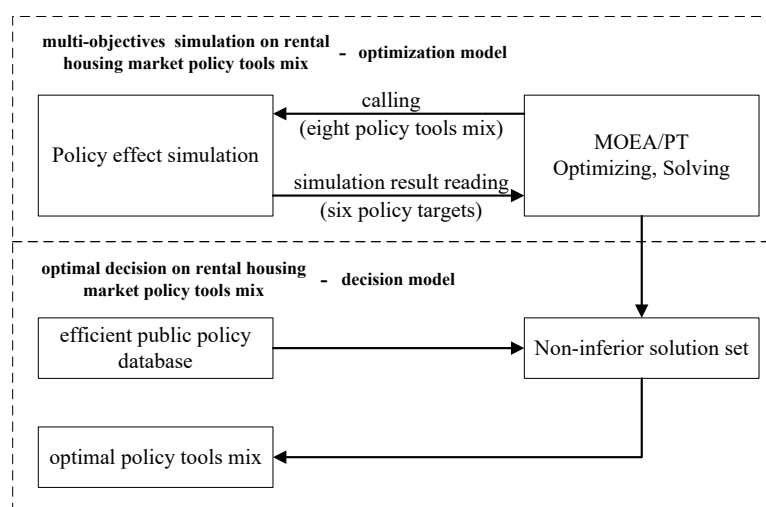 multi-objectives simulation on rental
housing market policy tools mix - optimization model
calling
(eight policy tools mix)
Policy effect simulation
MOEA/PT
Optimizing, Solving
simulation result reading
(six policy targets)
optimal decision on rental housing
market policy tools mix - decision model
efficient public policy
database
Non-inferior solution set
optimal policy tools mix